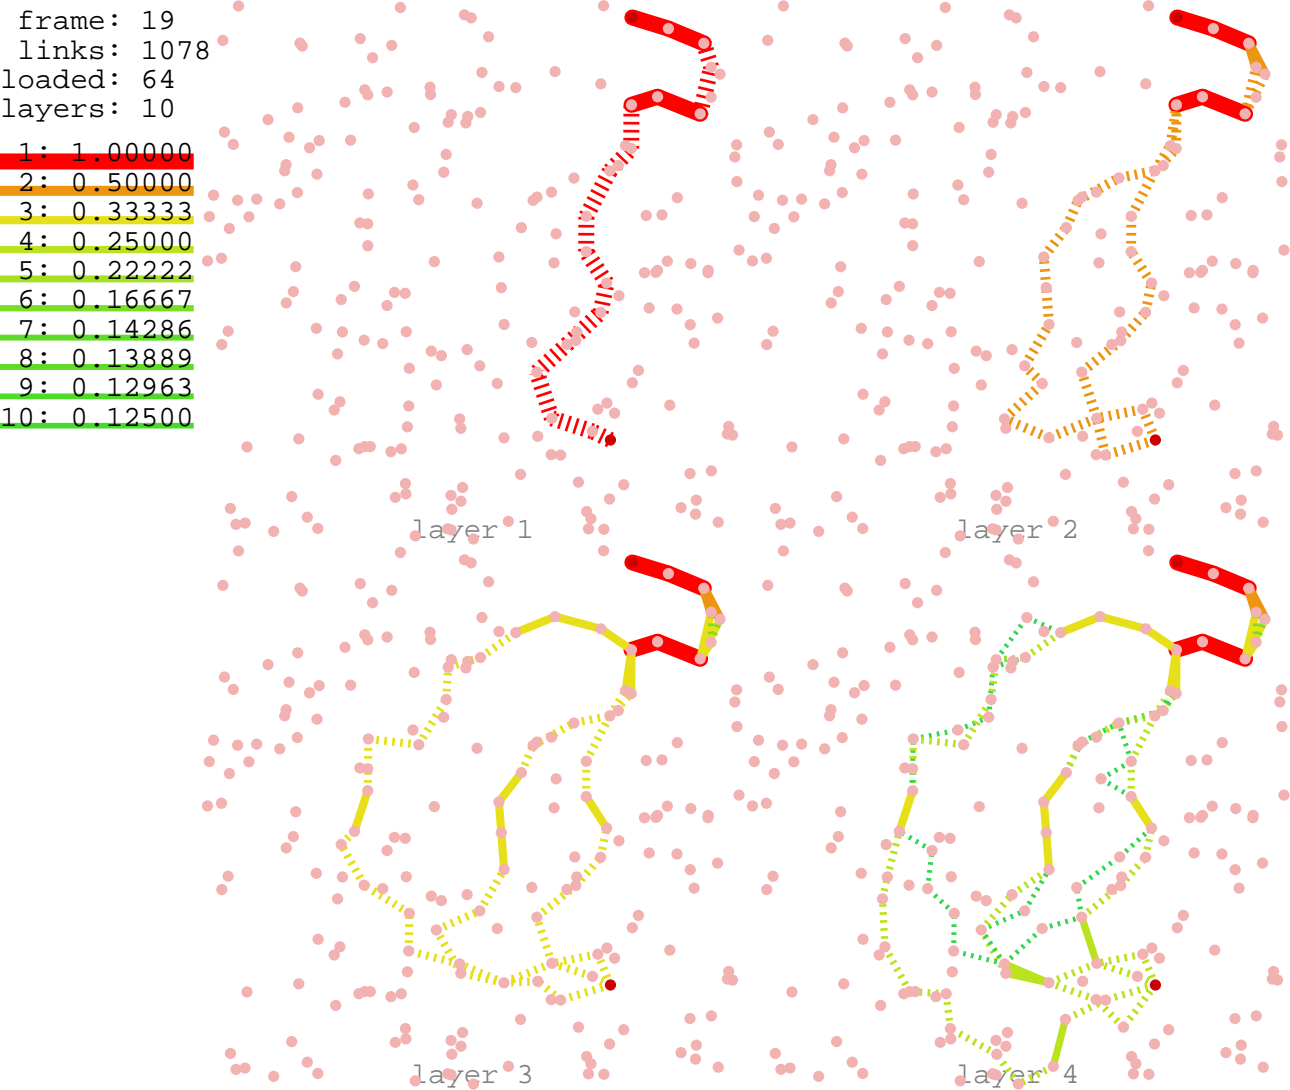 frame: 19
links: 1078
loaded: 64
layers: 10
1: 1.00000
2: 0.50000
3: 0.33333
4: 0.25000
5: 0.22222
6: 0.16667
7: 0.14286
8: 0.13889
9: 0.12963
10: 0.12500
layer 1
layer 2
layer 3
layer 4